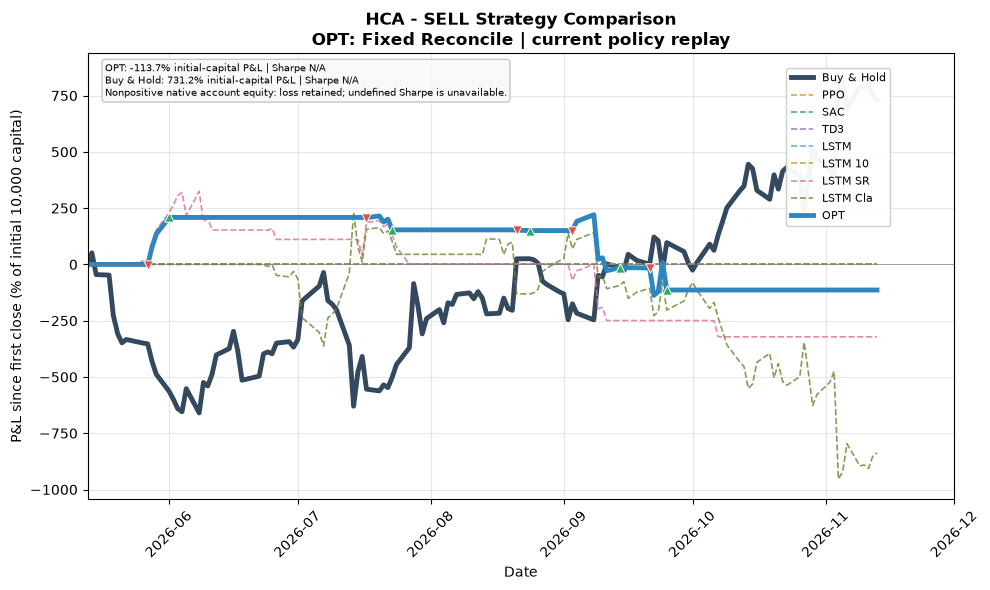 HCA - SELL Strategy Comparison
OPT: Fixed Reconcile | current policy replay
OPT: -113.7% initial-capital P&L | Sharpe N/A
Buy & Hold: 731.2% initial-capital P&L | Sharpe N/A
Nonpositive native account equity: loss retained; undefined Sharpe is unavailable.
Buy & Hold
PPO
SAC
TD3
LSTM
LSTM 10
LSTM SR
LSTM Cla
OPT
P&L since first close (% of initial 10,000 capital)
750
500
250
0
−250
−500
−750
−1000
2026-06
2026-07
2026-08
2026-09
2026-10
2026-11
2026-12
Date